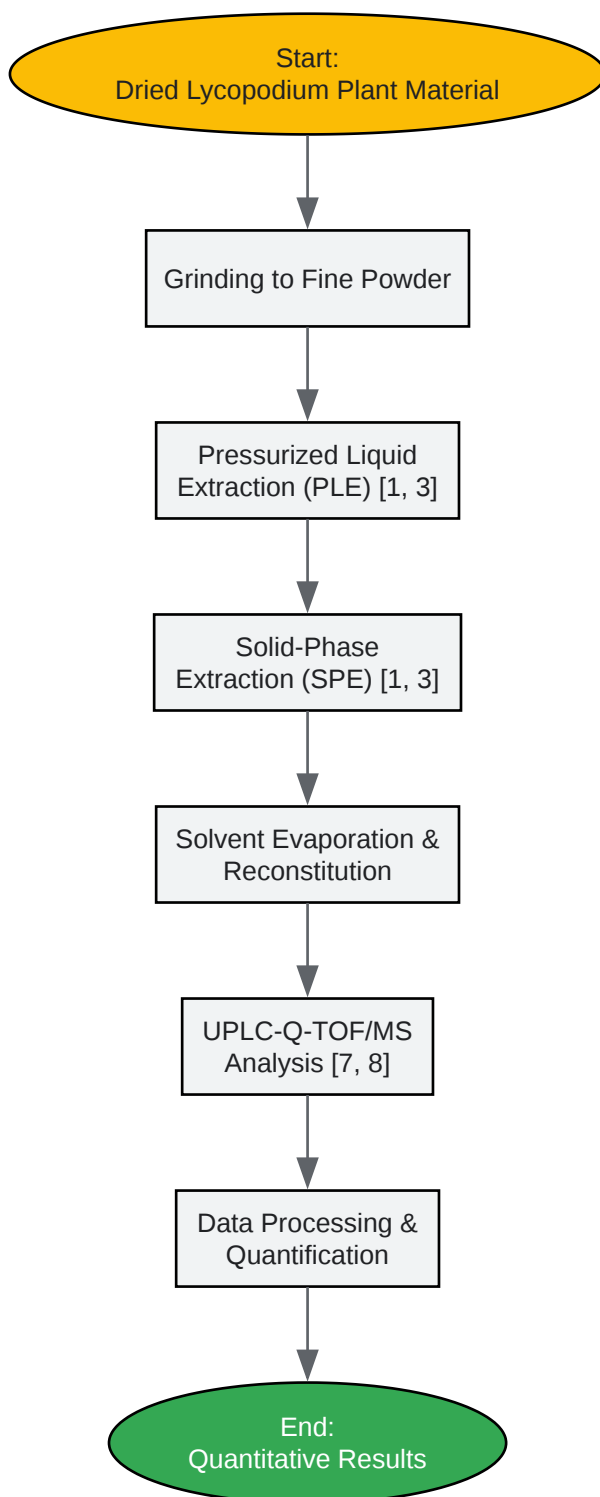 Start:
Dried Lycopodium Plant Material
Grinding to Fine Powder
Pressurized Liquid
Extraction (PLE) [1, 3]
Solid-Phase
Extraction (SPE) [1, 3]
Solvent Evaporation &
Reconstitution
UPLC-Q-TOF/MS
Analysis [7, 8]
Data Processing &
Quantification
End:
Quantitative Results